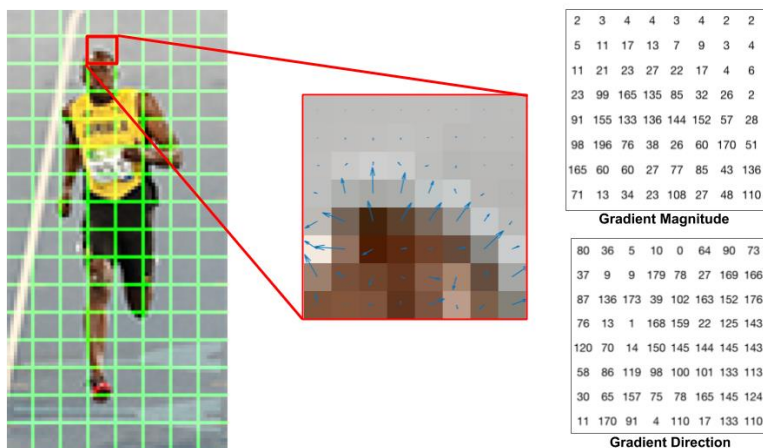 2 3 4 4 3 4 2 2
5 11 17 13 7 9 3 4
11 21 23 27 22 17 4 6
23 99 165 135 85 32 26 2
91 155 133 136 144 152 57 28
98 196 76 38 26 60 170 51
165 60 60 27 77 85 43 136
71 13 34 23 108 27 48 110
Gradient Magnitude
80 36 5 10 0 64 90 73
37 9 9 179 78 27 169 166
87 136 173 39 102 163 152 176
76 13 1 168 159 22 125 143
120 70 14 150 145 144 145 143
58 86 119 98 100 101 133 113
30 65 157 75 78 165 145 124
11 170 91 4 110 17 133 110
Gradient Direction